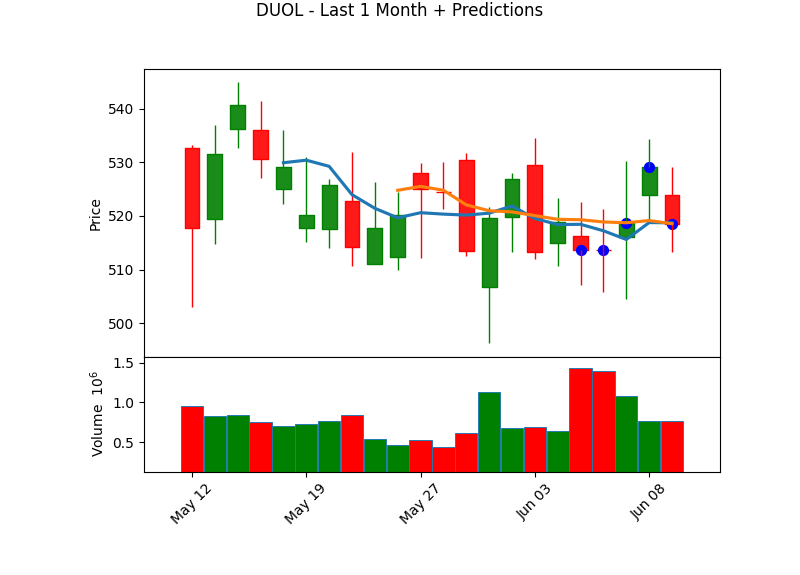 DUOL - Last 1 Month + Predictions
540
530
520
510
500
Price
1.5
1.0
0.5
Volume 10^6
May 12
May 19
May 27
Jun 03
Jun 08